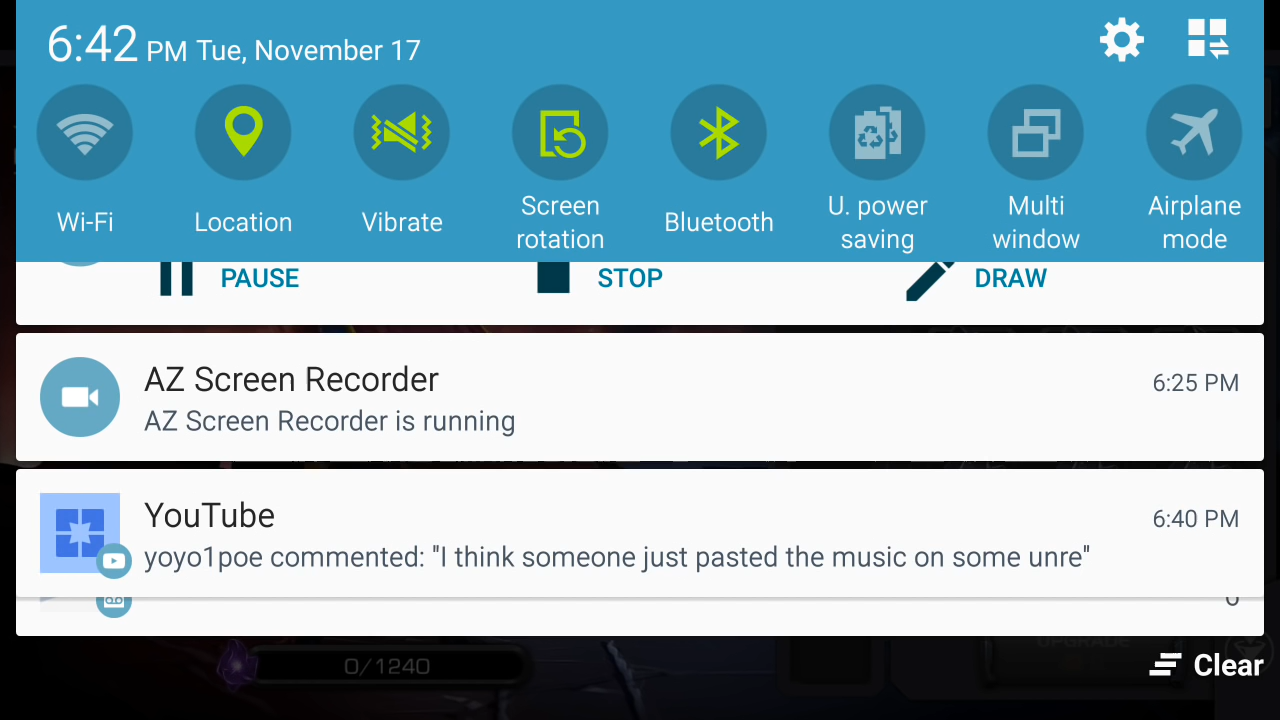 6:42 PM Tue, November 17
Wi-Fi
Location
Vibrate
Screen
rotation
Bluetooth
U. power
saving
Multi
window
Airplane
mode
PAUSE
STOP
DRAW
AZ Screen Recorder
6:25 PM
AZ Screen Recorder is running
YouTube
6:40 PM
yoyo1poe commented: "I think someone just pasted the music on some unre"
UPGRADE
0/1240
Clear